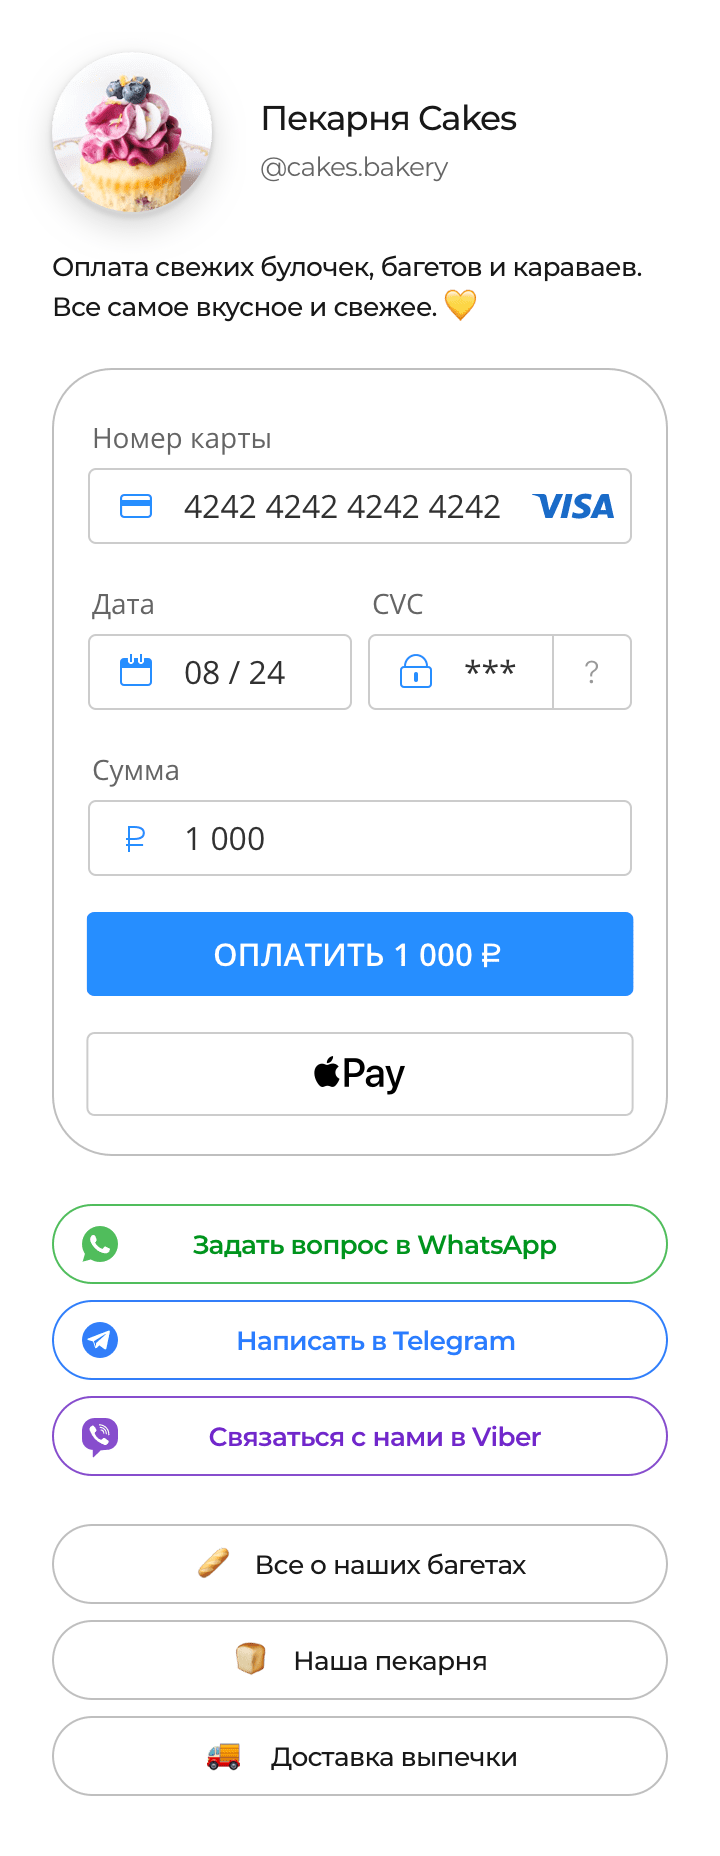 Пекарня Cakes
@cakes.bakery
Оплата свежих булочек, багетов и караваев.
Все самое вкусное и свежее. 💛
Номер карты
4242 4242 4242 4242 VISA
Дата CVC
08 / 24 *** ?
Сумма
₽ 1 000
ОПЛАТИТЬ 1 000 ₽
Pay
Задать вопрос в WhatsApp
Написать в Telegram
Связаться с нами в Viber
🥖 Все о наших багетах
🍞 Наша пекарня
🚚 Доставка выпечки